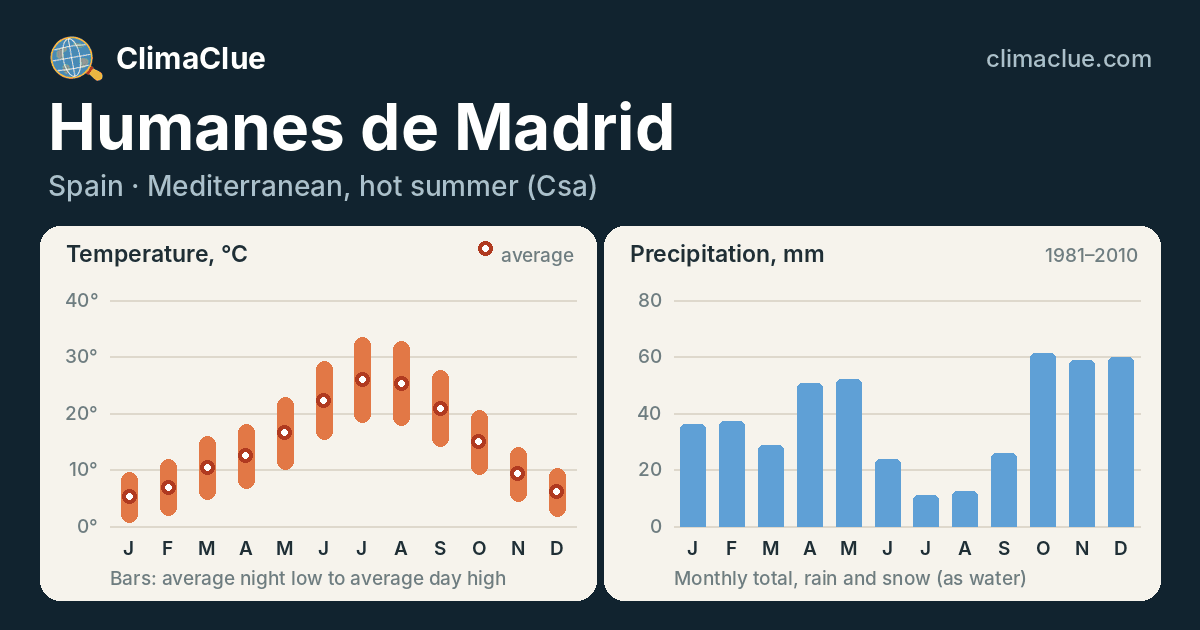 ClimaClue
climaclue.com
Humanes de Madrid
Spain · Mediterranean, hot summer (Csa)
Temperature, °C
average
40°
30°
20°
10°
0°
J F M A M J J A S O N D
Bars: average night low to average day high
Precipitation, mm
1981–2010
80
60
40
20
0
J F M A M J J A S O N D
Monthly total, rain and snow (as water)